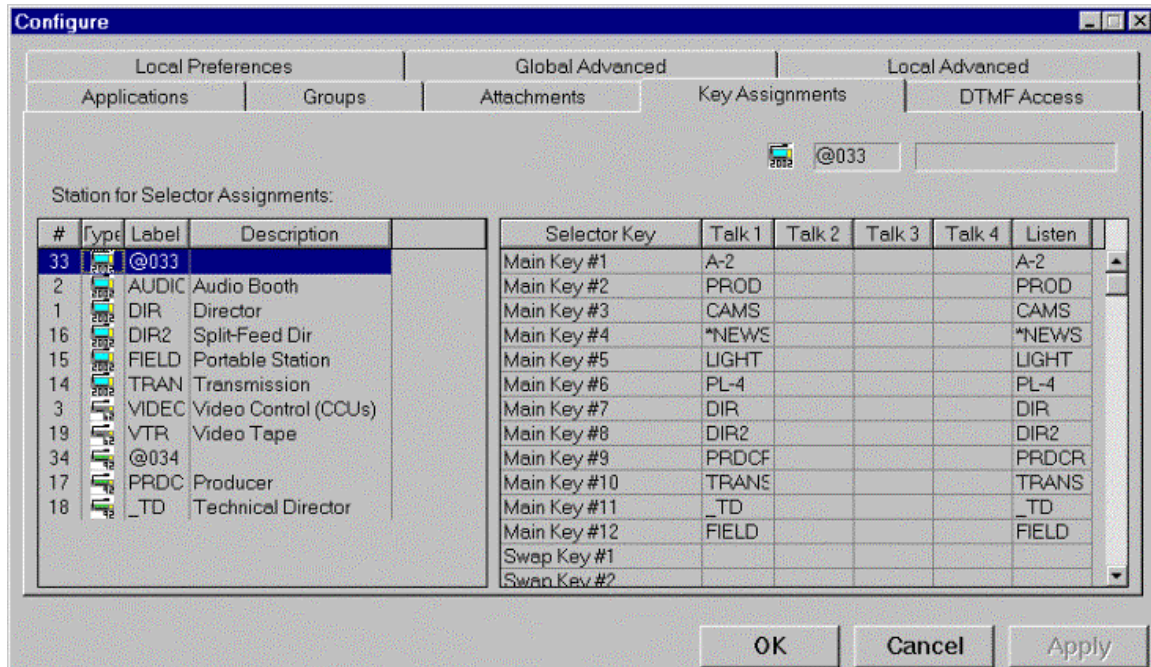 Configure
Local Preferences Global Advanced Local Advanced
Applications Groups Attachments Key Assignments DTMF Access
@033
Station for Selector Assignments:
# Type Label Description
33 @033
2 AUDIC Audio Booth
1 DIR Director
16 DIR2 Split-Feed Dir
15 FIELD Portable Station
14 TRAN Transmission
3 VIDEC Video Control (CCUs)
19 VTR Video Tape
34 @034
17 PRDC Producer
18 _TD Technical Director
Selector Key Talk 1 Talk 2 Talk 3 Talk 4 Listen
Main Key #1 A-2 A-2
Main Key #2 PROD PROD
Main Key #3 CAMS CAMS
Main Key #4 *NEWS *NEWS
Main Key #5 LIGHT LIGHT
Main Key #6 PL-4 PL-4
Main Key #7 DIR DIR
Main Key #8 DIR2 DIR2
Main Key #9 PRDCF PRDCR
Main Key #10 TRANS TRANS
Main Key #11 _TD _TD
Main Key #12 FIELD FIELD
Swap Key #1
Swap Key #2
OK Cancel Apply